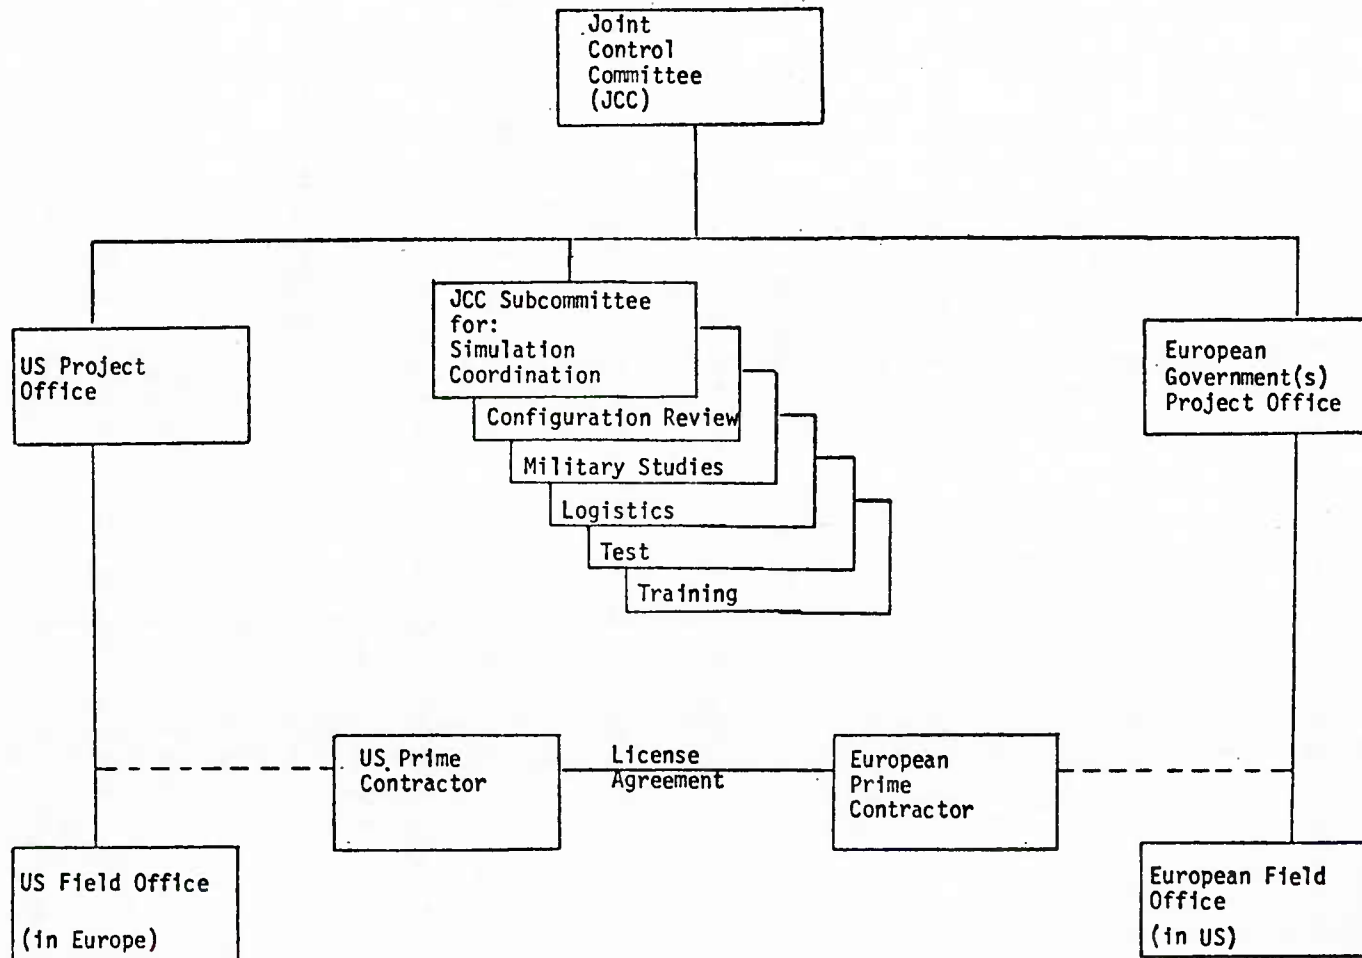 Joint
Control
Committee
(JCC)
JCC Subcommittee
for:
Simulation
Coordination
US Project
Office
European
Government(s)
Project Office
Configuration Review
Military Studies
Logistics
Test
Training
US Prime
Contractor
License
Agreement
European
Prime
Contractor
US Field Office
(in Europe)
European Field
Office
(in US)